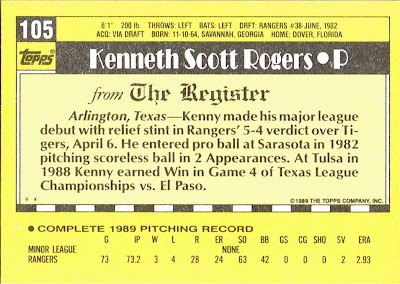 105
6'1" 200 lb. THROWS: LEFT BATS: LEFT DRFT: RANGERS #38-JUNE, 1982
ACQ: VIA DRAFT BORN: 11-10-64, SAVANNAH, GEORGIA HOME: DOVER, FLORIDA
Topps Kenneth Scott Rogers • P
from The Register
Arlington, Texas—Kenny made his major league
debut with relief stint in Rangers' 5-4 verdict over Ti-
gers, April 6. He entered pro ball at Sarasota in 1982
pitching scoreless ball in 2 Appearances. At Tulsa in
1988 Kenny earned Win in Game 4 of Texas League
Championships vs. El Paso.
* * ©1989 THE TOPPS COMPANY, INC.
● COMPLETE 1989 PITCHING RECORD
G IP W L R ER SO BB GS CG SHO SV ERA
MINOR LEAGUE NONE
RANGERS 73 73.2 3 4 28 24 63 42 0 0 0 2 2.93